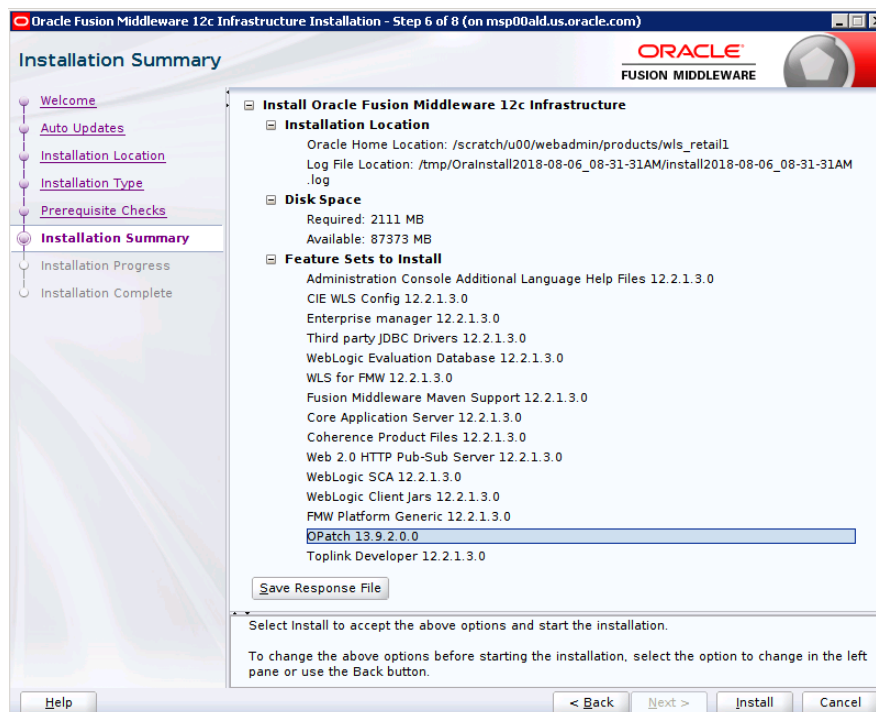 Oracle Fusion Middleware 12c Infrastructure Installation - Step 6 of 8 (on msp00ald.us.oracle.com)
Installation Summary
ORACLE
FUSION MIDDLEWARE
Welcome
Auto Updates
Installation Location
Installation Type
Prerequisite Checks
Installation Summary
Installation Progress
Installation Complete
Install Oracle Fusion Middleware 12c Infrastructure
Installation Location
Oracle Home Location: /scratch/u00/webadmin/products/wls_retail1
Log File Location: /tmp/OraInstall2018-08-06_08-31-31AM/install2018-08-06_08-31-31AM
.log
Disk Space
Required: 2111 MB
Available: 87373 MB
Feature Sets to Install
Administration Console Additional Language Help Files 12.2.1.3.0
CIE WLS Config 12.2.1.3.0
Enterprise manager 12.2.1.3.0
Third party JDBC Drivers 12.2.1.3.0
WebLogic Evaluation Database 12.2.1.3.0
WLS for FMW 12.2.1.3.0
Fusion Middleware Maven Support 12.2.1.3.0
Core Application Server 12.2.1.3.0
Coherence Product Files 12.2.1.3.0
Web 2.0 HTTP Pub-Sub Server 12.2.1.3.0
WebLogic SCA 12.2.1.3.0
WebLogic Client Jars 12.2.1.3.0
FMW Platform Generic 12.2.1.3.0
OPatch 13.9.2.0.0
Toplink Developer 12.2.1.3.0
Save Response File
Select Install to accept the above options and start the installation.
To change the above options before starting the installation, select the option to change in the left
pane or use the Back button.
Help
< Back
Next >
Install
Cancel